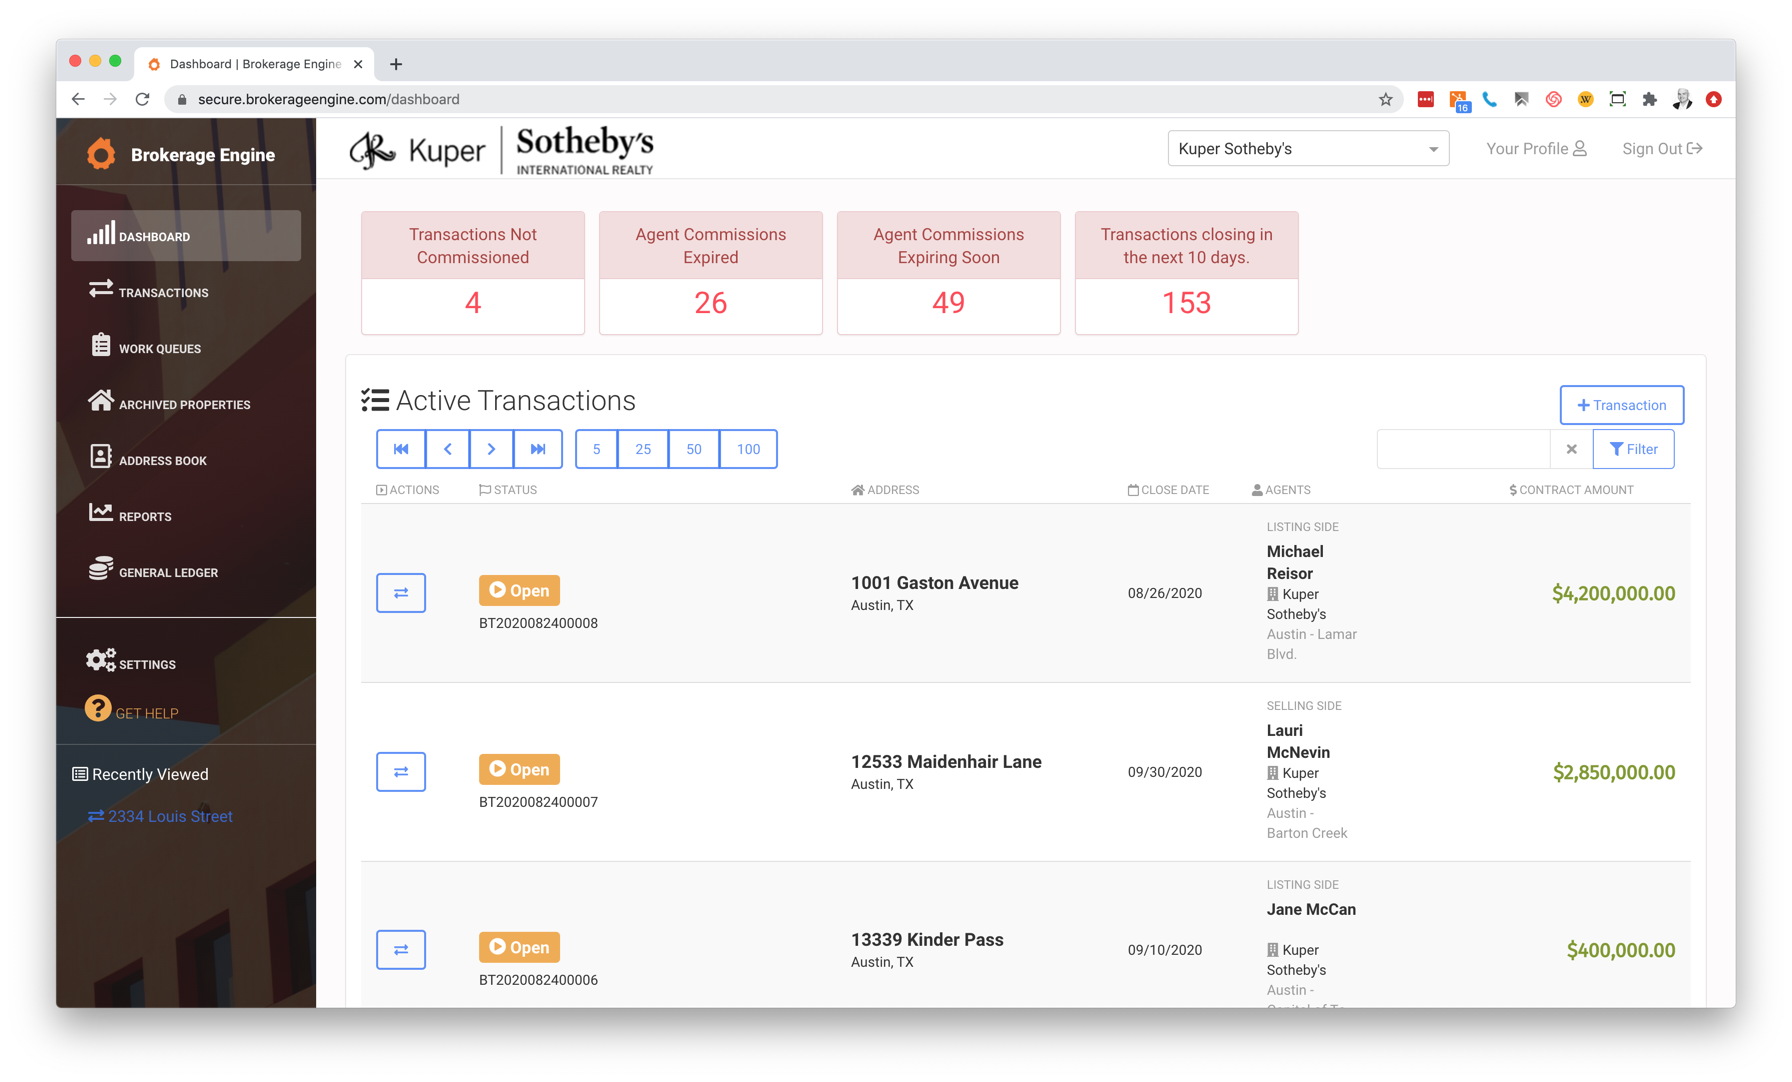 Dashboard | Brokerage Engine
secure.brokerageengine.com/dashboard
16
Brokerage Engine
Kuper
Sotheby's
INTERNATIONAL REALTY
Kuper Sotheby's
Your Profile
Sign Out
DASHBOARD
TRANSACTIONS
WORK QUEUES
ARCHIVED PROPERTIES
ADDRESS BOOK
REPORTS
GENERAL LEDGER
SETTINGS
GET HELP
Recently Viewed
2334 Louis Street
Transactions Not
Commissioned
4
Agent Commissions
Expired
26
Agent Commissions
Expiring Soon
49
Transactions closing in
the next 10 days.
153
Active Transactions
+ Transaction
5 25 50 100
Filter
ACTIONS STATUS ADDRESS CLOSE DATE AGENTS $ CONTRACT AMOUNT
Open
BT2020082400008
1001 Gaston Avenue
Austin, TX
08/26/2020
LISTING SIDE
Michael
Reisor
Kuper
Sotheby's
Austin - Lamar
Blvd.
$4,200,000.00
Open
BT2020082400007
12533 Maidenhair Lane
Austin, TX
09/30/2020
SELLING SIDE
Lauri
McNevin
Kuper
Sotheby's
Austin -
Barton Creek
$2,850,000.00
Open
BT2020082400006
13339 Kinder Pass
Austin, TX
09/10/2020
LISTING SIDE
Jane McCan
Kuper
Sotheby's
Austin -
$400,000.00